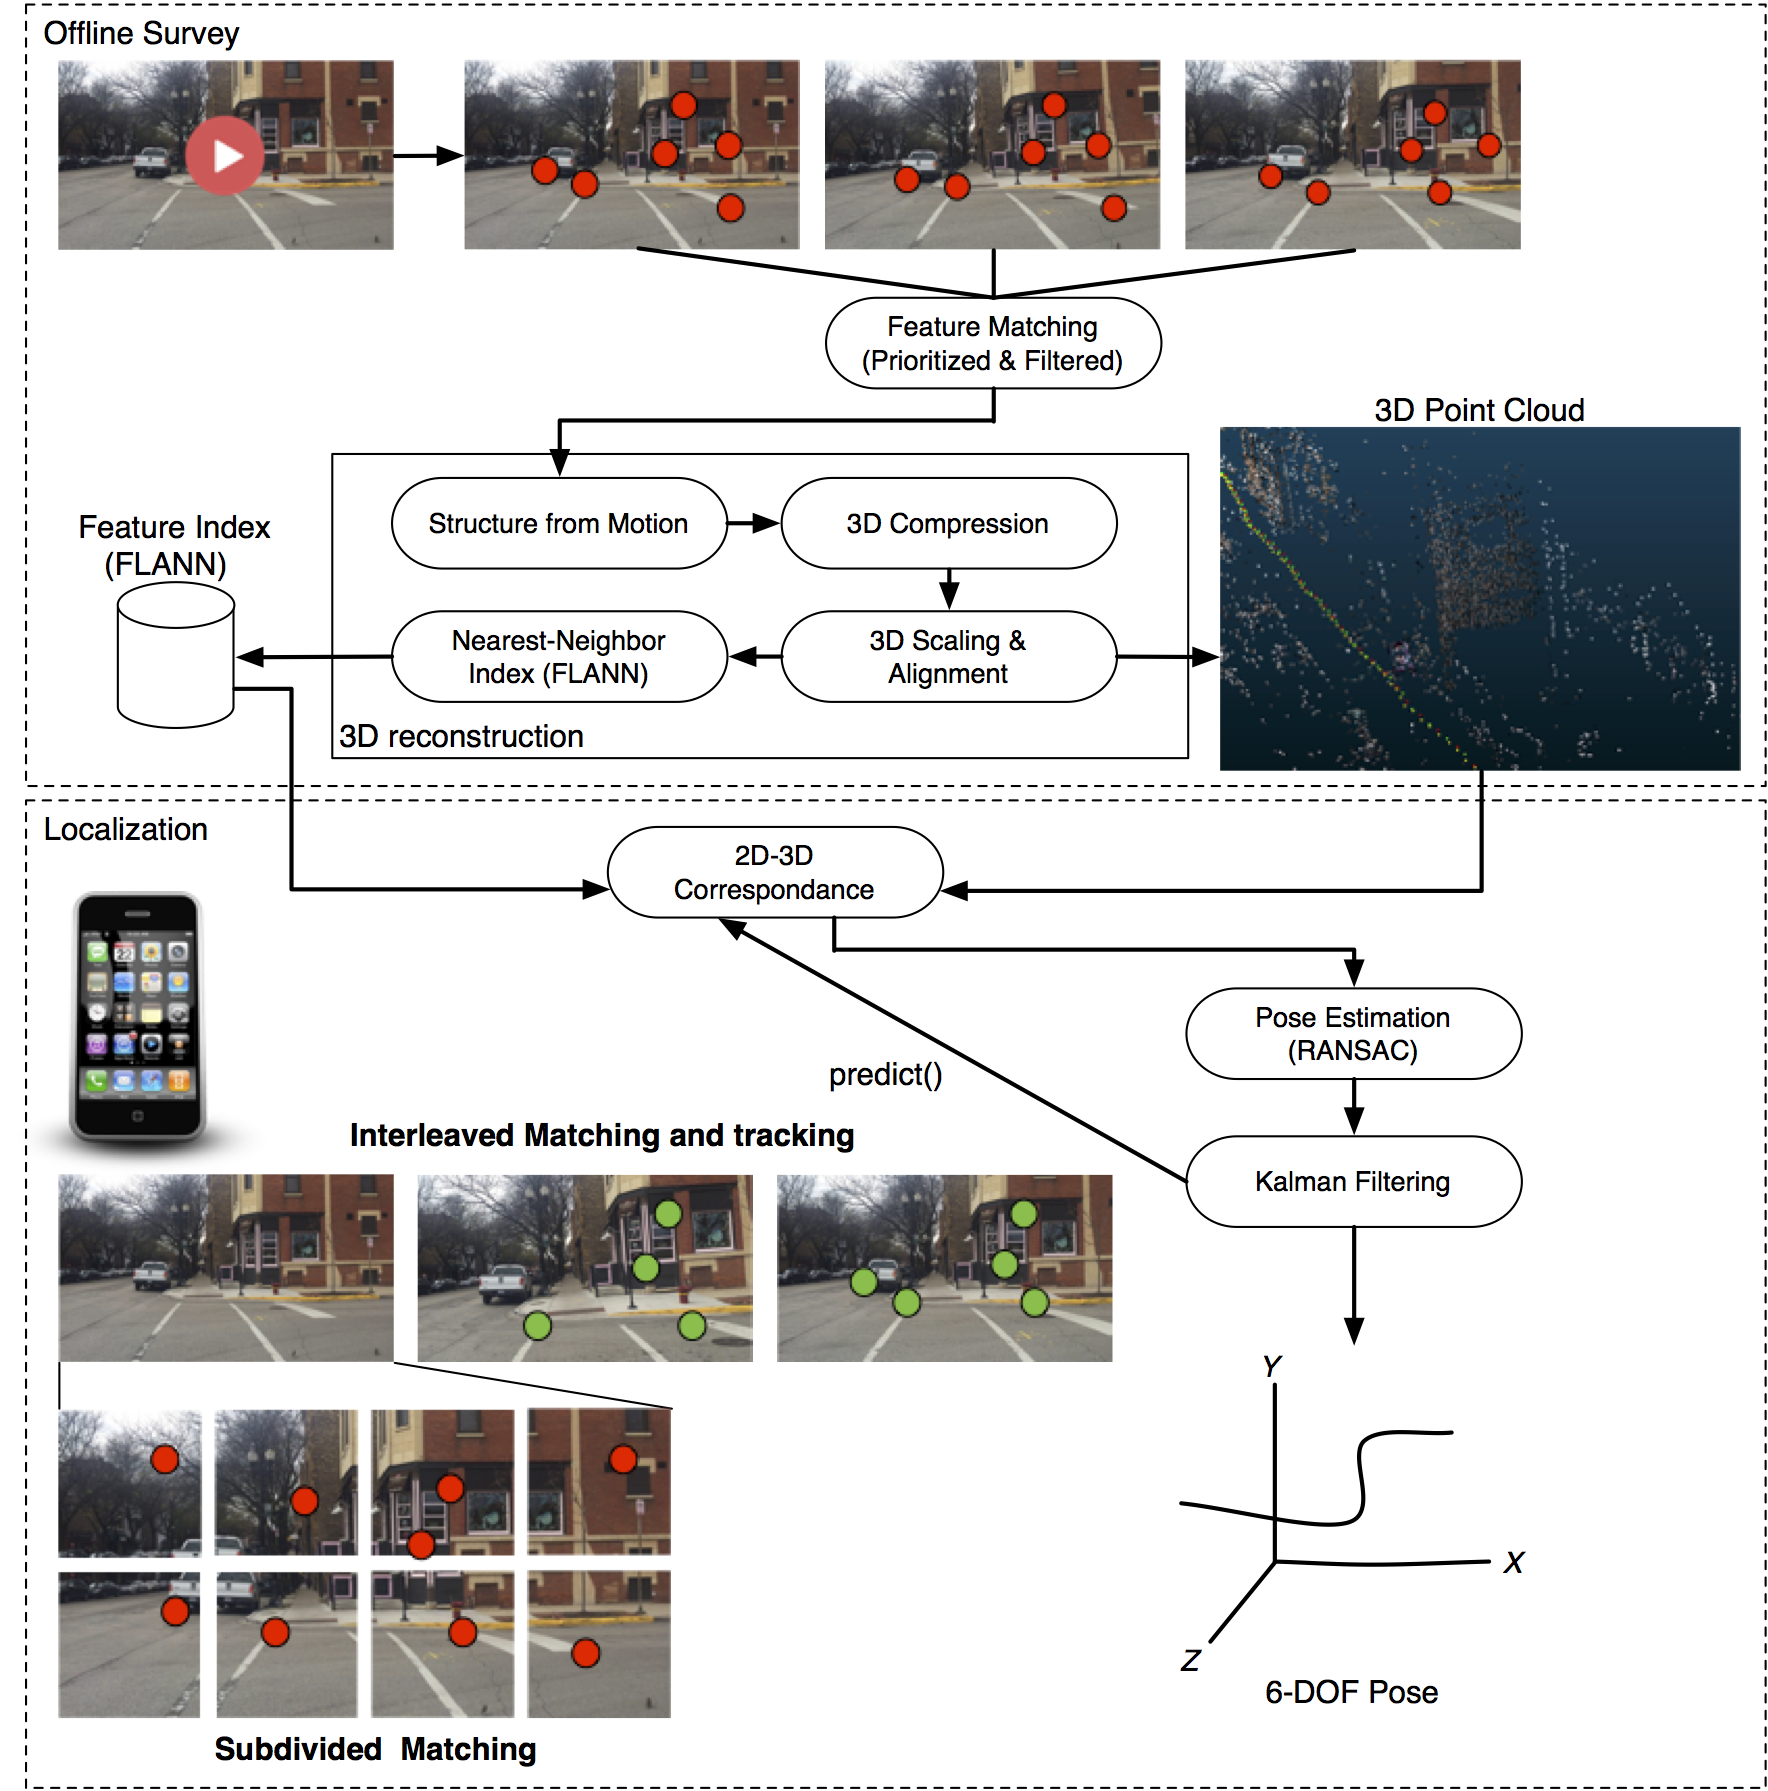 Offline Survey
Feature Matching
(Prioritized & Filtered)
3D Point Cloud
Structure from Motion
3D Compression
Feature Index
(FLANN)
Nearest-Neighbor
Index (FLANN)
3D Scaling &
Alignment
3D reconstruction
Localization
2D-3D
Correspondance
22
Pose Estimation
(RANSAC)
predict()
Interleaved Matching and tracking
Kalman Filtering
Y
X
Z
6-DOF Pose
Subdivided Matching